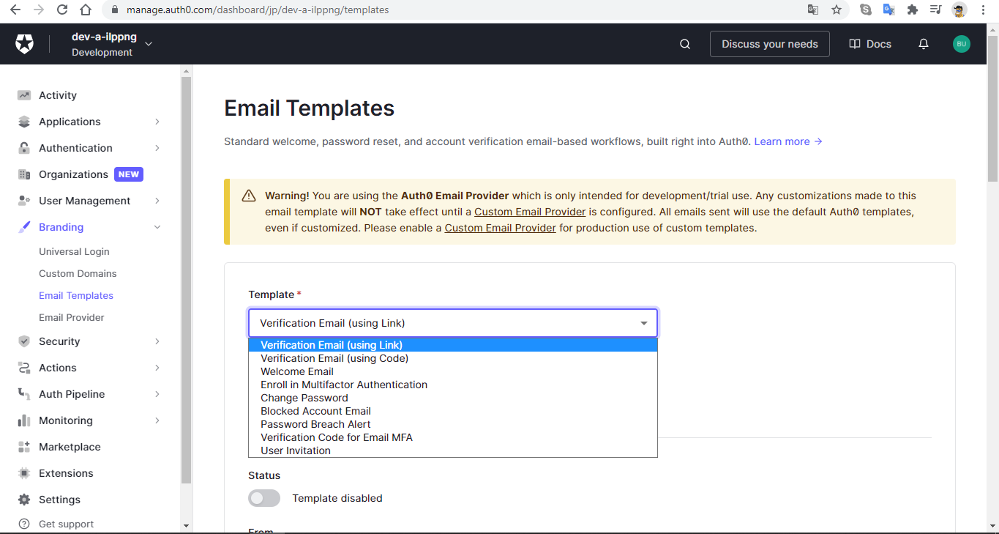 manage.auth0.com/dashboard/jp/dev-a-ilppng/templates
dev-a-ilppng
Development
Discuss your needs
Docs
BU
Activity
Applications
Authentication
Organizations NEW
User Management
Branding
Universal Login
Custom Domains
Email Templates
Email Provider
Security
Actions
Auth Pipeline
Monitoring
Marketplace
Extensions
Settings
Get support
Email Templates
Standard welcome, password reset, and account verification email-based workflows, built right into Auth0. Learn more →
Warning! You are using the Auth0 Email Provider which is only intended for development/trial use. Any customizations made to this
email template will NOT take effect until a Custom Email Provider is configured. All emails sent will use the default Auth0 templates,
even if customized. Please enable a Custom Email Provider for production use of custom templates.
Template *
Verification Email (using Link)
Verification Email (using Link)
Verification Email (using Code)
Welcome Email
Enroll in Multifactor Authentication
Change Password
Blocked Account Email
Password Breach Alert
Verification Code for Email MFA
User Invitation
Status
Template disabled
From